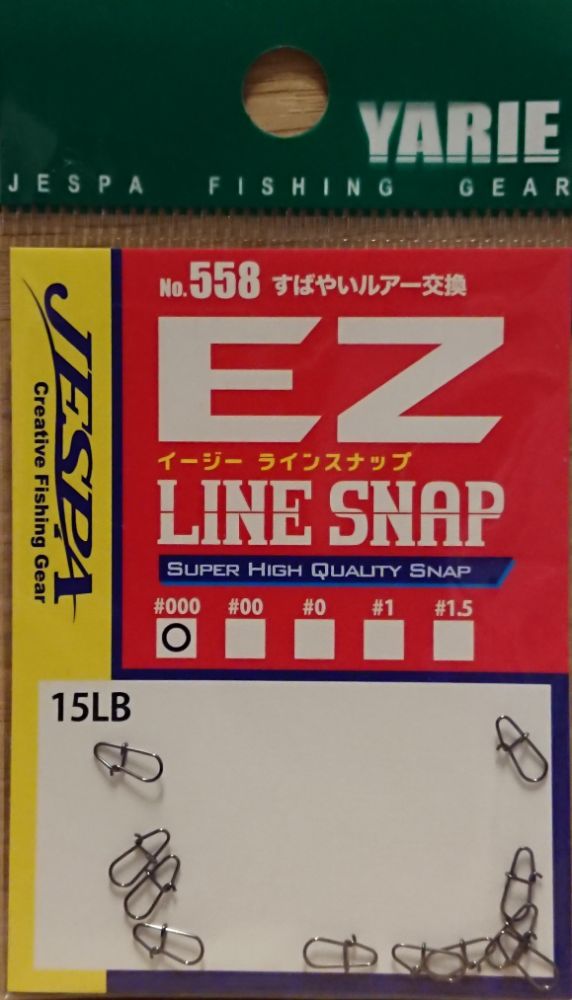 YARIE
JESPA FISHING GEAR
No.558 すばやいルアー交換
EZ
イージー ラインスナップ
LINE SNAP
SUPER HIGH QUALITY SNAP
#000 #00 #0 #1 #1.5
JESPA
Creative Fishing Gear
15LB